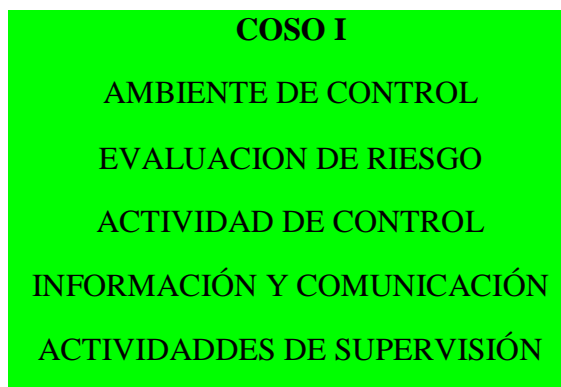 COSO I
AMBIENTE DE CONTROL
EVALUACION DE RIESGO
ACTIVIDAD DE CONTROL
INFORMACIÓN Y COMUNICACIÓN
ACTIVIDADDES DE SUPERVISIÓN